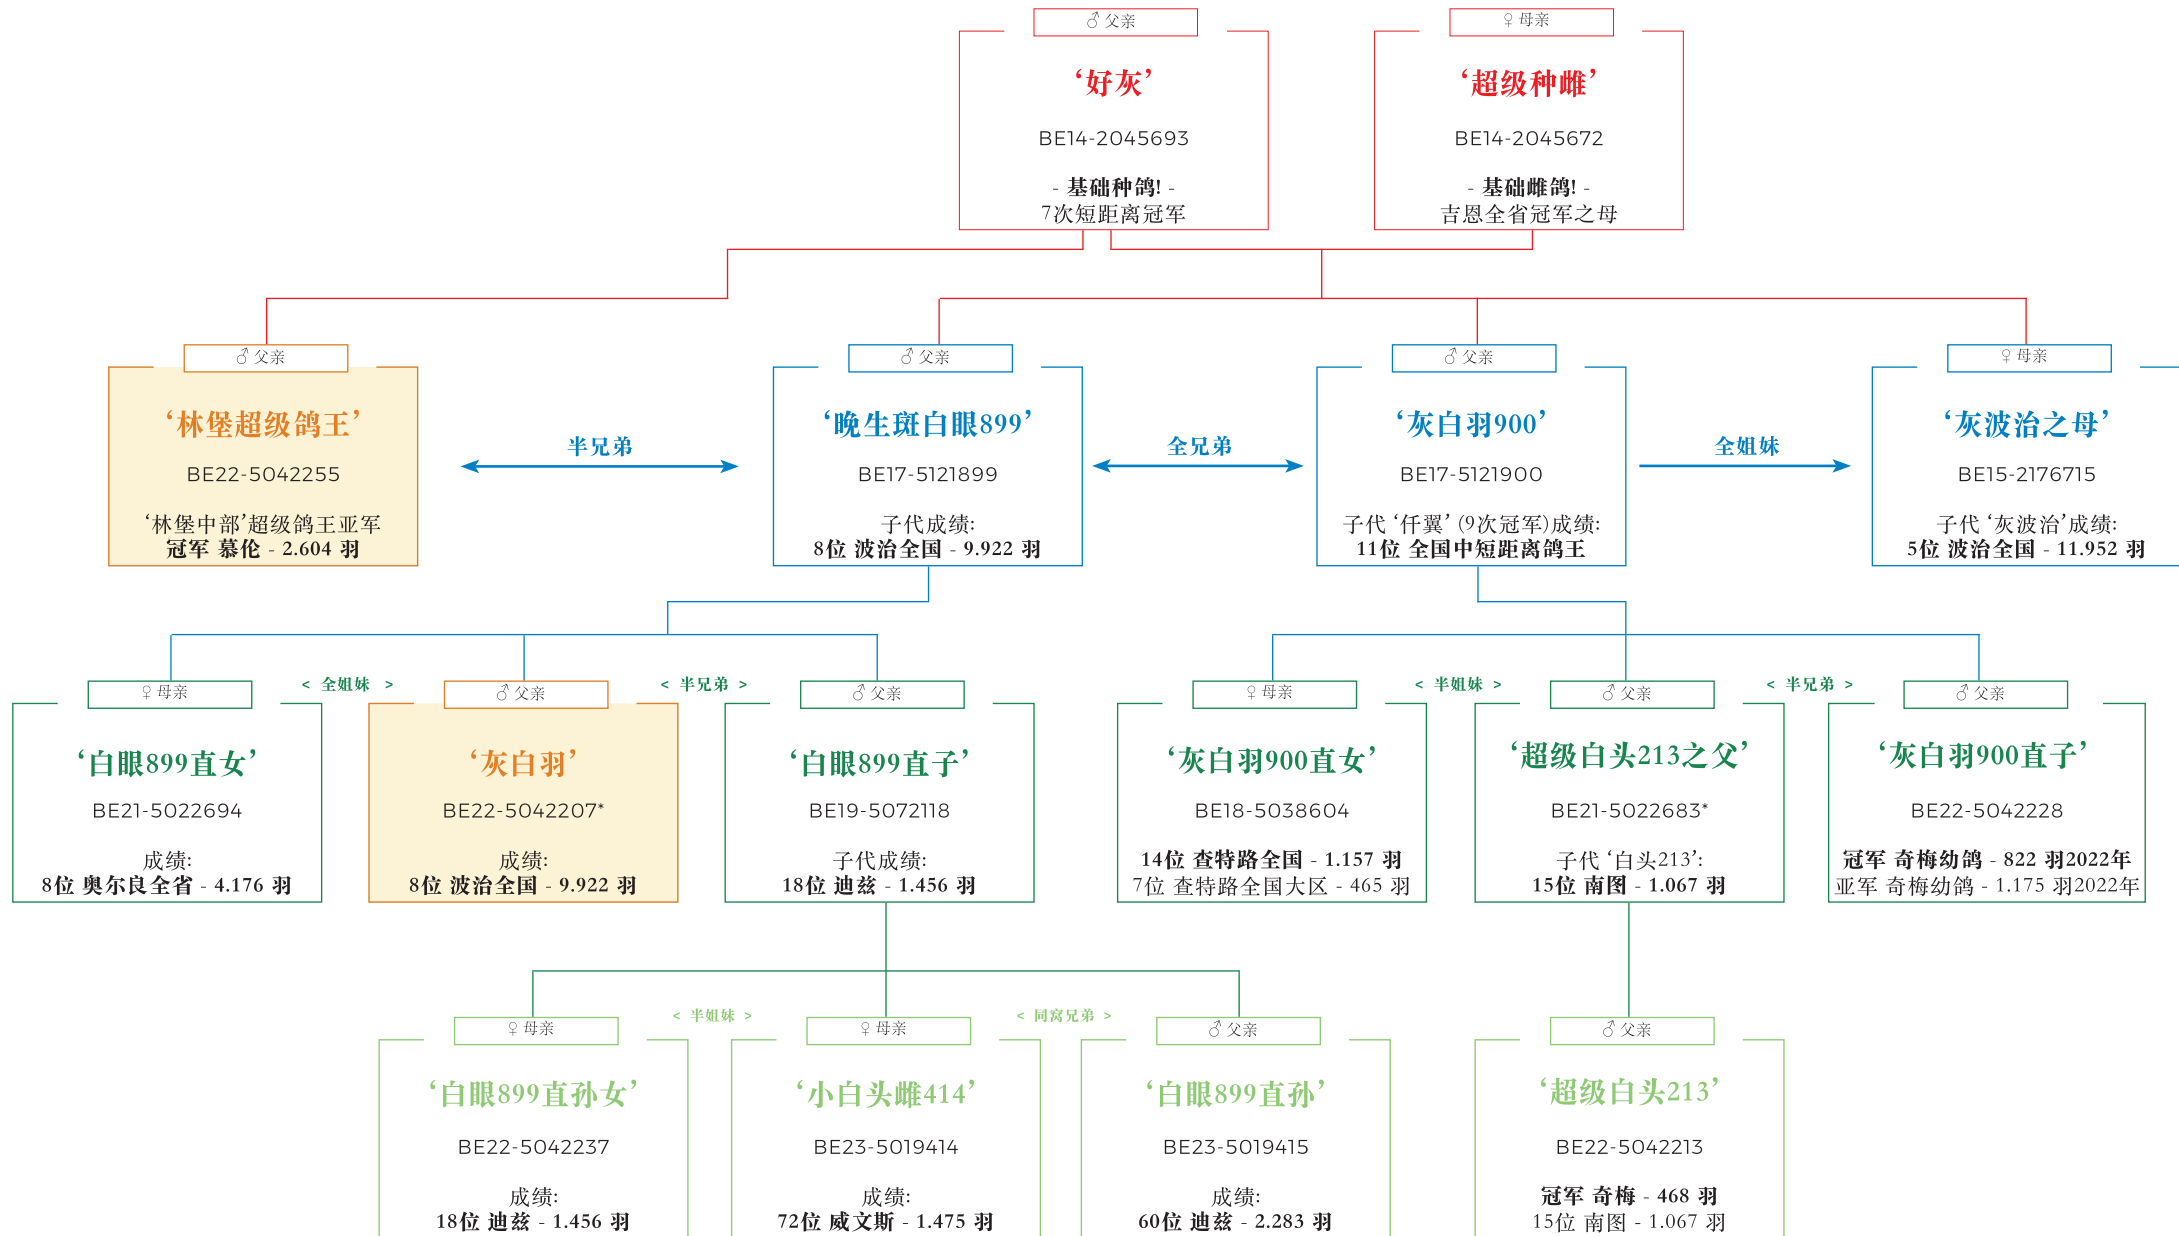 ♂ 父亲
‘好灰’
BE14-2045693
- 基础种鸽! -
7次短距离冠军
♀ 母亲
‘超级种雌’
BE14-2045672
- 基础雌鸽! -
吉恩全省冠军之母
♂ 父亲
‘林堡超级鸽王’
BE22-5042255
‘林堡中部’超级鸽王亚军
冠军 慕伦 - 2.604 羽
半兄弟
♂ 父亲
‘晚生斑白眼899’
BE17-5121899
子代成绩:
8位 波治全国 - 9.922 羽
全兄弟
♂ 父亲
‘灰白羽900’
BE17-5121900
子代 ‘仟翼’ (9次冠军)成绩:
11位 全国中短距离鸽王
全姐妹
♀ 母亲
‘灰波治之母’
BE15-2176715
子代 ‘灰波治’成绩:
5位 波治全国 - 11.952 羽
♀ 母亲
‘白眼899直女’
BE21-5022694
成绩:
8位 奥尔良全省 - 4.176 羽
< 全姐妹 >
♂ 父亲
‘灰白羽’
BE22-5042207*
成绩:
8位 波治全国 - 9.922 羽
< 半兄弟 >
♂ 父亲
‘白眼899直子’
BE19-5072118
子代成绩:
18位 迪兹 - 1.456 羽
♀ 母亲
‘灰白羽900直女’
BE18-5038604
14位 查特路全国 - 1.157 羽
7位 查特路全国大区 - 465 羽
< 半姐妹 >
♂ 父亲
‘超级白头213之父’
BE21-5022683*
子代 ‘白头213’:
15位 南图 - 1.067 羽
< 半兄弟 >
♂ 父亲
‘灰白羽900直子’
BE22-5042228
冠军 奇梅幼鸽 - 822 羽2022年
亚军 奇梅幼鸽 - 1.175 羽2022年
♀ 母亲
‘白眼899直孙女’
BE22-5042237
成绩:
18位 迪兹 - 1.456 羽
< 半姐妹 >
♀ 母亲
‘小白头雌414’
BE23-5019414
成绩:
72位 威文斯 - 1.475 羽
< 同窝兄弟 >
♂ 父亲
‘白眼899直孙’
BE23-5019415
成绩:
60位 迪兹 - 2.283 羽
♂ 父亲
‘超级白头213’
BE22-5042213
冠军 奇梅 - 468 羽
15位 南图 - 1.067 羽